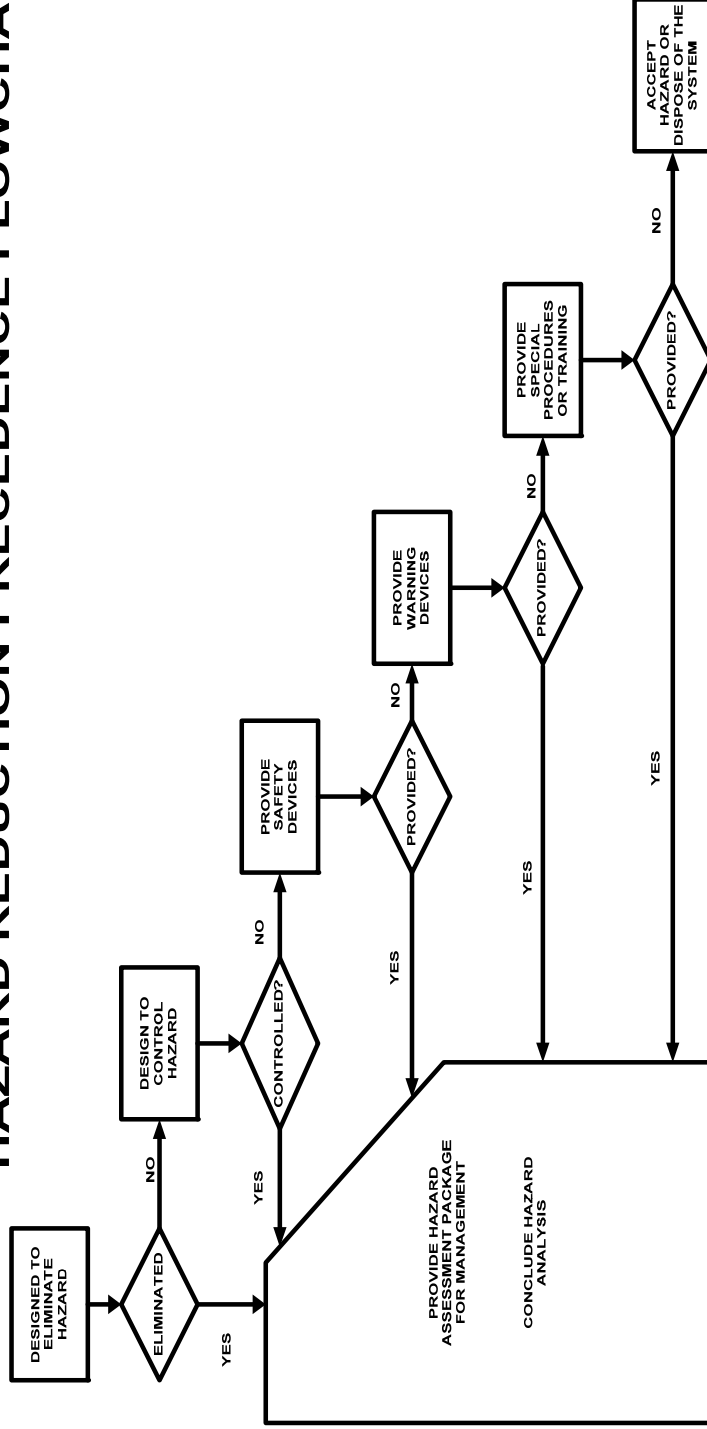 HAZARD REDUCTION PRECEDENCE FLOWCHA
DESIGNED TO
ELIMINATE
HAZARD
ELIMINATED
NO
YES
DESIGN TO
CONTROL
HAZARD
CONTROLLED?
NO
YES
PROVIDE
SAFETY
DEVICES
PROVIDED?
NO
YES
PROVIDE
WARNING
DEVICES
PROVIDED?
NO
YES
PROVIDE
SPECIAL
PROCEDURES
OR TRAINING
PROVIDED?
NO
YES
ACCEPT
HAZARD OR
DISPOSE OF THE
SYSTEM
PROVIDE HAZARD
ASSESSMENT PACKAGE
FOR MANAGEMENT
CONCLUDE HAZARD
ANALYSIS